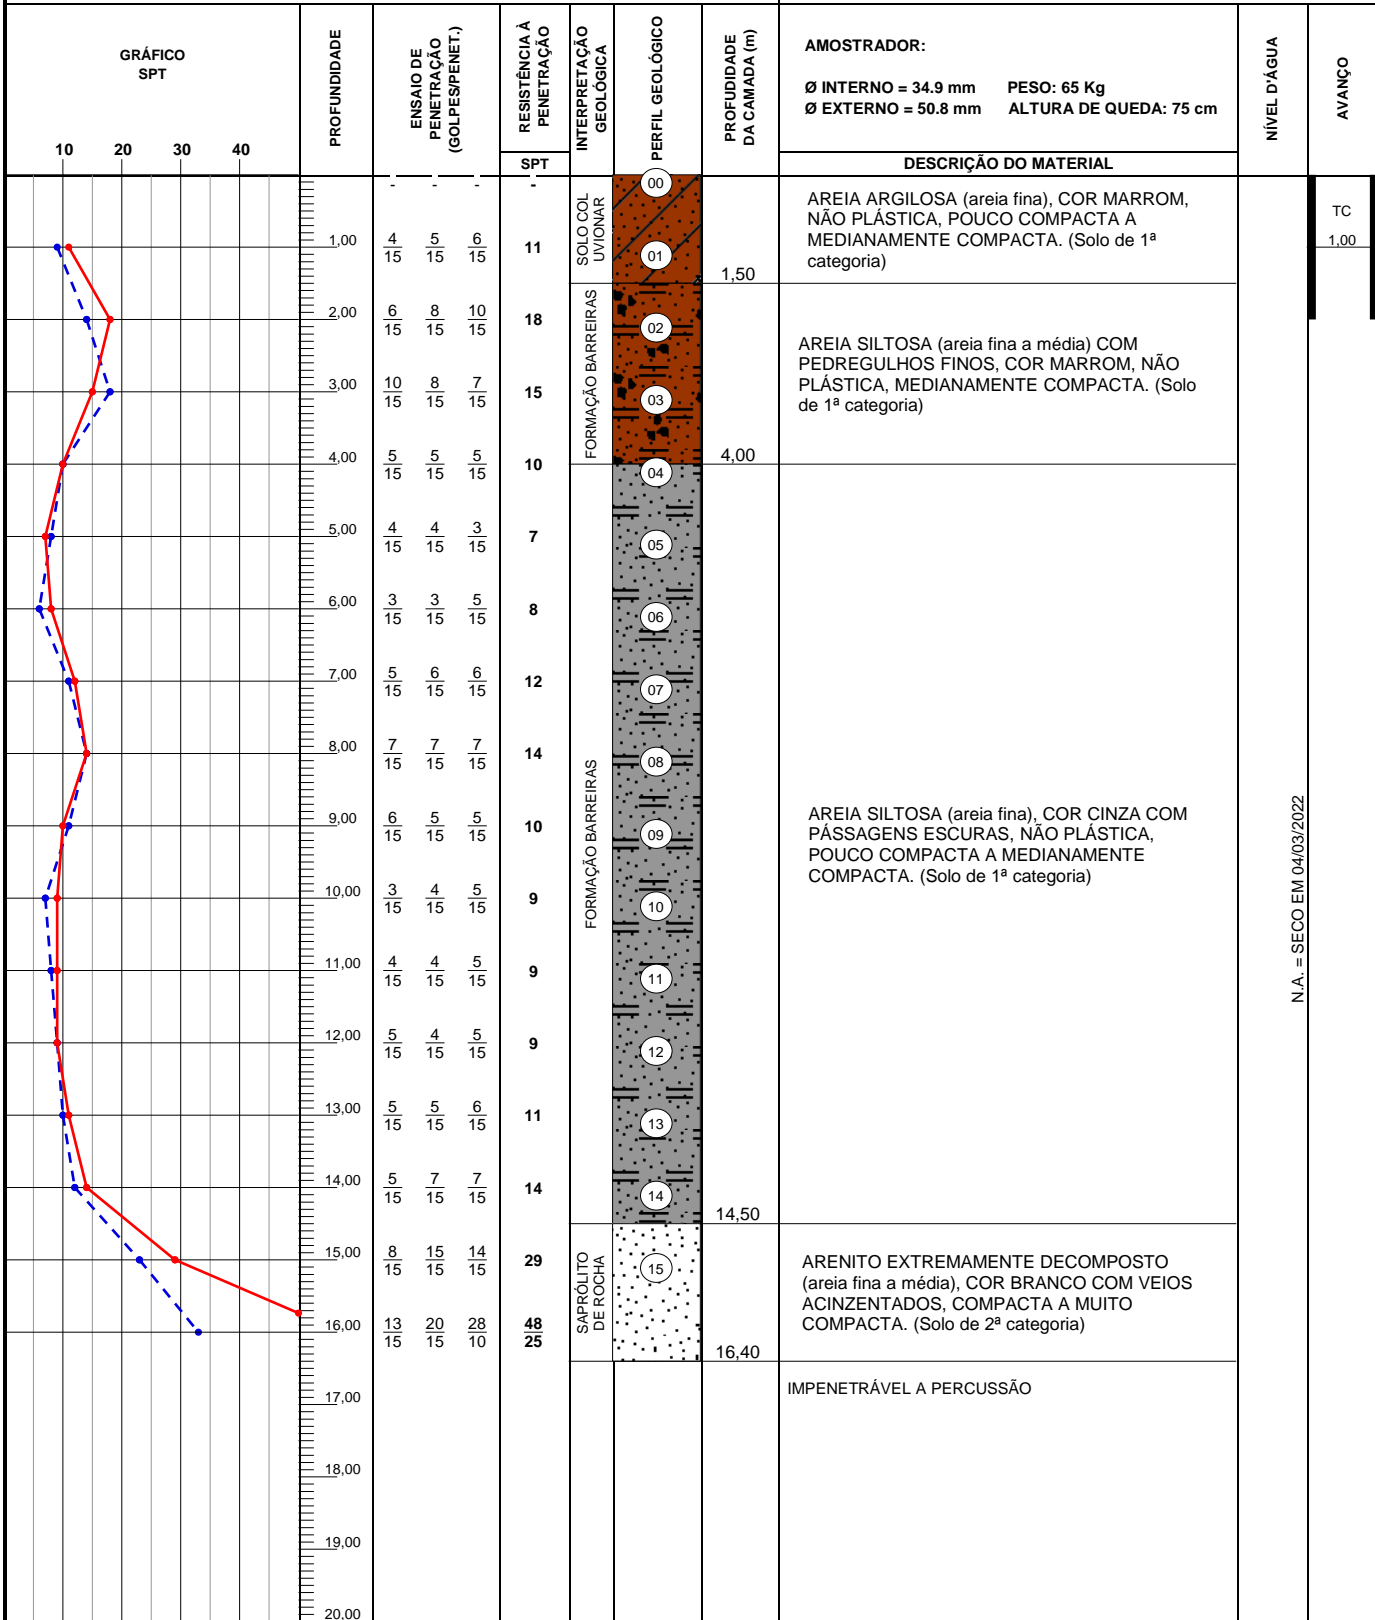 GRÁFICO
SPT
10 20 30 40
PROFUNDIDADE
ENSAIO DE
PENETRAÇÃO
(GOLPES/PENET.)
RESISTÊNCIA À
PENETRAÇÃO
SPT
INTERPRETAÇÃO
GEOLÓGICA
PERFIL GEOLÓGICO
PROFUDIDADE
DA CAMADA (m)
AMOSTRADOR:
Ø INTERNO = 34.9 mm PESO: 65 Kg
Ø EXTERNO = 50.8 mm ALTURA DE QUEDA: 75 cm
DESCRIÇÃO DO MATERIAL
NÍVEL D'ÁGUA
AVANÇO
- - - -
1,00 4/15 5/15 6/15 11
2,00 6/15 8/15 10/15 18
3,00 10/15 8/15 7/15 15
4,00 5/15 5/15 5/15 10
5,00 4/15 4/15 3/15 7
6,00 3/15 3/15 5/15 8
7,00 5/15 6/15 6/15 12
8,00 7/15 7/15 7/15 14
9,00 6/15 5/15 5/15 10
10,00 3/15 4/15 5/15 9
11,00 4/15 4/15 5/15 9
12,00 5/15 4/15 5/15 9
13,00 5/15 5/15 6/15 11
14,00 5/15 7/15 7/15 14
15,00 8/15 15/15 14/15 29
16,00 13/15 20/15 28/10 48/25
17,00
18,00
19,00
20,00
SOLO COL
UVIONAR
FORMAÇÃO BARREIRAS
FORMAÇÃO BARREIRAS
SAPRÓLITO
DE ROCHA
00
01
02
03
04
05
06
07
08
09
10
11
12
13
14
15
1,50
4,00
14,50
16,40
AREIA ARGILOSA (areia fina), COR MARROM,
NÃO PLÁSTICA, POUCO COMPACTA A
MEDIANAMENTE COMPACTA. (Solo de 1ª
categoria)
AREIA SILTOSA (areia fina a média) COM
PEDREGULHOS FINOS, COR MARROM, NÃO
PLÁSTICA, MEDIANAMENTE COMPACTA. (Solo
de 1ª categoria)
AREIA SILTOSA (areia fina), COR CINZA COM
PÁSSAGENS ESCURAS, NÃO PLÁSTICA,
POUCO COMPACTA A MEDIANAMENTE
COMPACTA. (Solo de 1ª categoria)
ARENITO EXTREMAMENTE DECOMPOSTO
(areia fina a média), COR BRANCO COM VEIOS
ACINZENTADOS, COMPACTA A MUITO
COMPACTA. (Solo de 2ª categoria)
IMPENETRÁVEL A PERCUSSÃO
N.A. = SECO EM 04/03/2022
TC
1,00